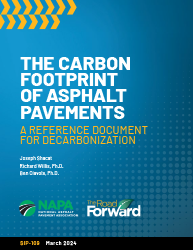 THE CARBON
FOOTPRINT
OF ASPHALT
PAVEMENTS
A REFERENCE DOCUMENT
FOR DECARBONIZATION
Joseph Shacat
Richard Willis, Ph.D.
Ben Ciavola, Ph.D.
NAPA
NATIONAL ASPHALT
PAVEMENT ASSOCIATION
The Road
Forward
SIP-109 March 2024